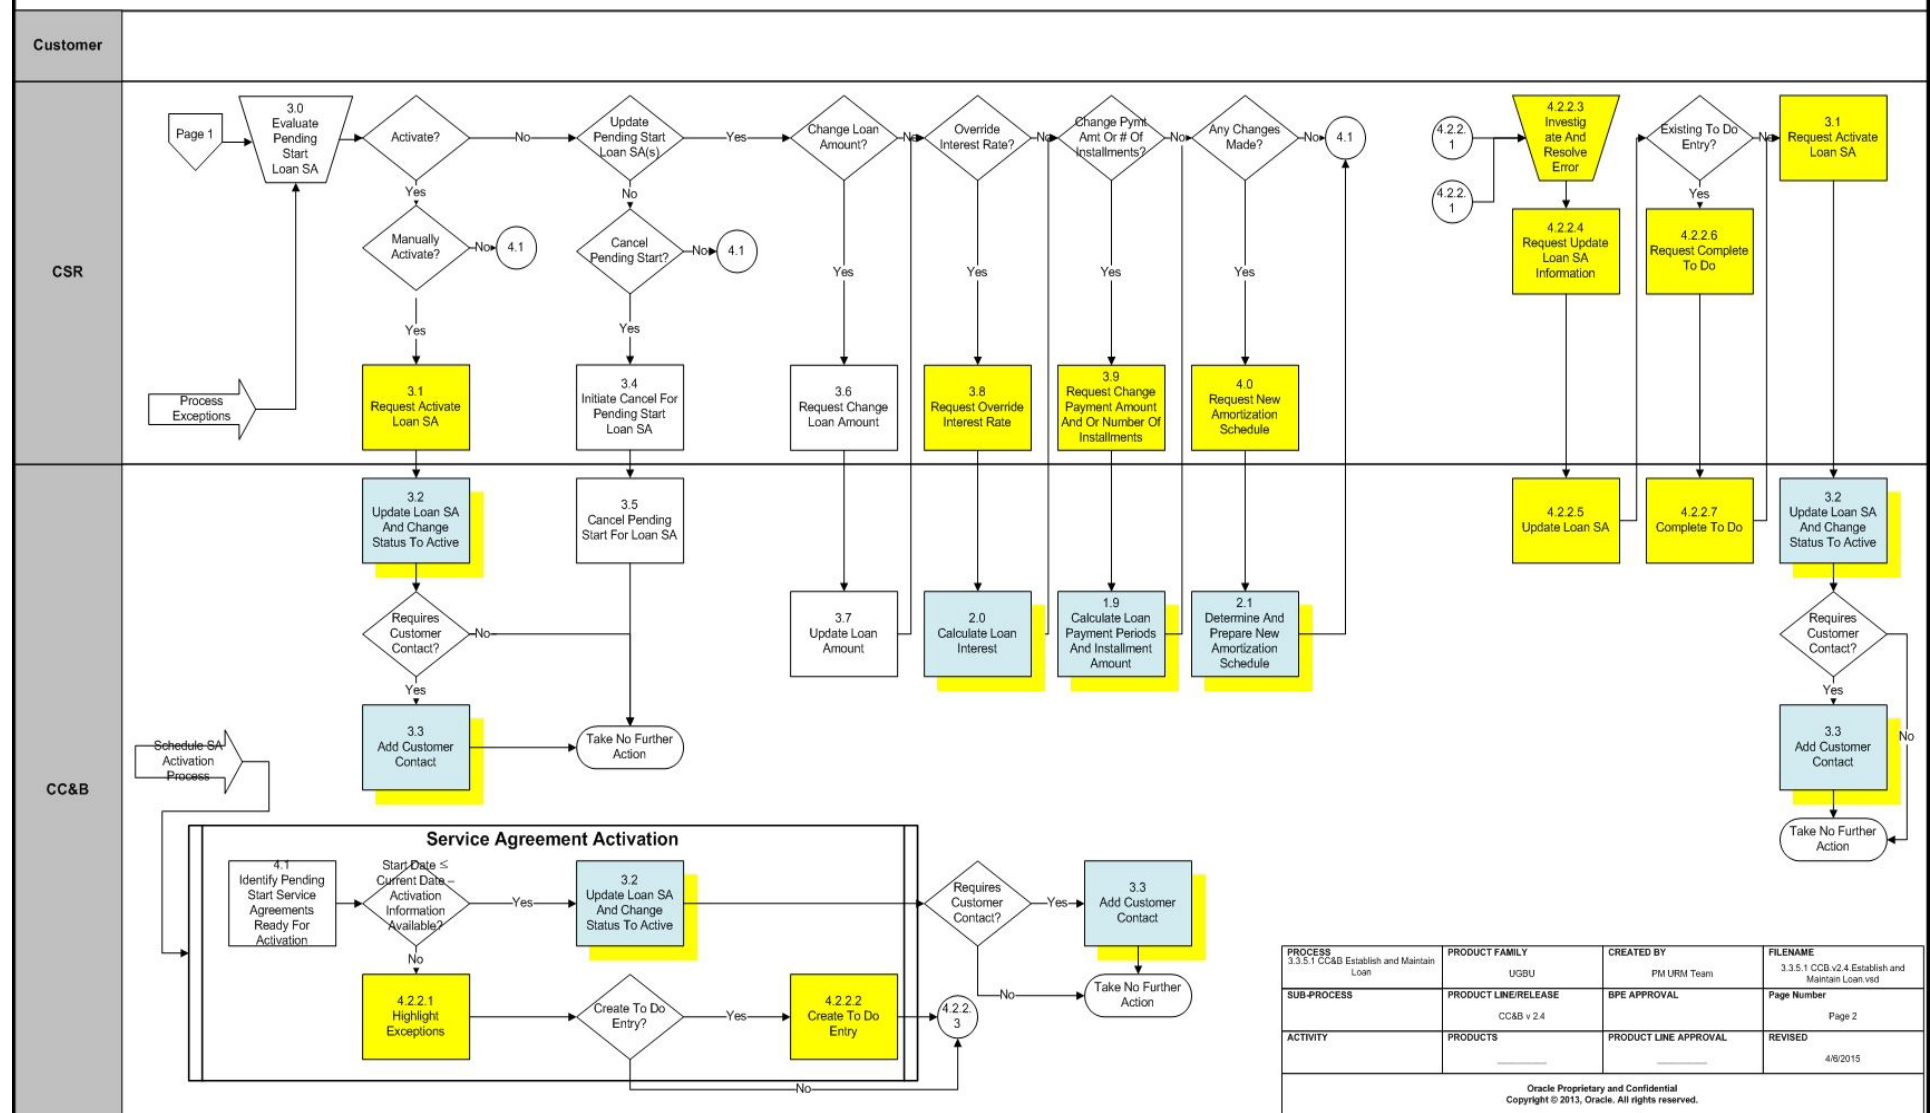 Customer
CSR
CC&B
Page 1
3.0
Evaluate
Pending
Start
Loan SA
Activate?
No
Update
Pending Start
Loan SA(s)
Yes
Change Loan
Amount?
No
Override
Interest Rate?
No
Change Pymt
Amt Or # Of
Installments?
No
Any Changes
Made?
No
4.1
4.2.2.
1
4.2.2.
1
4.2.2.3
Investig
ate And
Resolve
Error
Existing To Do
Entry?
No
3.1
Request Activate
Loan SA
Yes
Manually
Activate?
No
4.1
No
Cancel
Pending Start?
No
4.1
Yes
Yes
Yes
Yes
4.2.2.4
Request Update
Loan SA
Information
Yes
4.2.2.6
Request Complete
To Do
Yes
Yes
Process
Exceptions
3.1
Request Activate
Loan SA
3.4
Initiate Cancel For
Pending Start
Loan SA
3.6
Request Change
Loan Amount
3.8
Request Override
Interest Rate
3.9
Request Change
Payment Amount
And Or Number Of
Installments
4.0
Request New
Amortization
Schedule
3.2
Update Loan SA
And Change
Status To Active
3.5
Cancel Pending
Start For Loan SA
4.2.2.5
Update Loan SA
4.2.2.7
Complete To Do
3.2
Update Loan SA
And Change
Status To Active
Requires
Customer
Contact?
No
3.7
Update Loan
Amount
2.0
Calculate Loan
Interest
1.9
Calculate Loan
Payment Periods
And Installment
Amount
2.1
Determine And
Prepare New
Amortization
Schedule
Requires
Customer
Contact?
Yes
Yes
No
3.3
Add Customer
Contact
Take No Further
Action
3.3
Add Customer
Contact
Take No Further
Action
Schedule SA
Activation
Process
Service Agreement Activation
4.1
Identify Pending
Start Service
Agreements
Ready For
Activation
Start Date ≤
Current Date –
Activation
Information
Available?
Yes
3.2
Update Loan SA
And Change
Status To Active
Requires
Customer
Contact?
Yes
3.3
Add Customer
Contact
No
4.2.2.1
Highlight
Exceptions
Create To Do
Entry?
Yes
4.2.2.2
Create To Do
Entry
4.2.2.
3
No
No
Take No Further
Action
PROCESS
3.3.5.1 CC&B Establish and Maintain
Loan
PRODUCT FAMILY
UGBU
CREATED BY
PM URM Team
FILENAME
3.3.5.1 CCB.v2.4.Establish and
Maintain Loan.vsd
SUB-PROCESS
PRODUCT LINE/RELEASE
CC&B v 2.4
BPE APPROVAL
Page Number
Page 2
ACTIVITY
PRODUCTS
PRODUCT LINE APPROVAL
REVISED
4/6/2015
Oracle Proprietary and Confidential
Copyright © 2013, Oracle. All rights reserved.